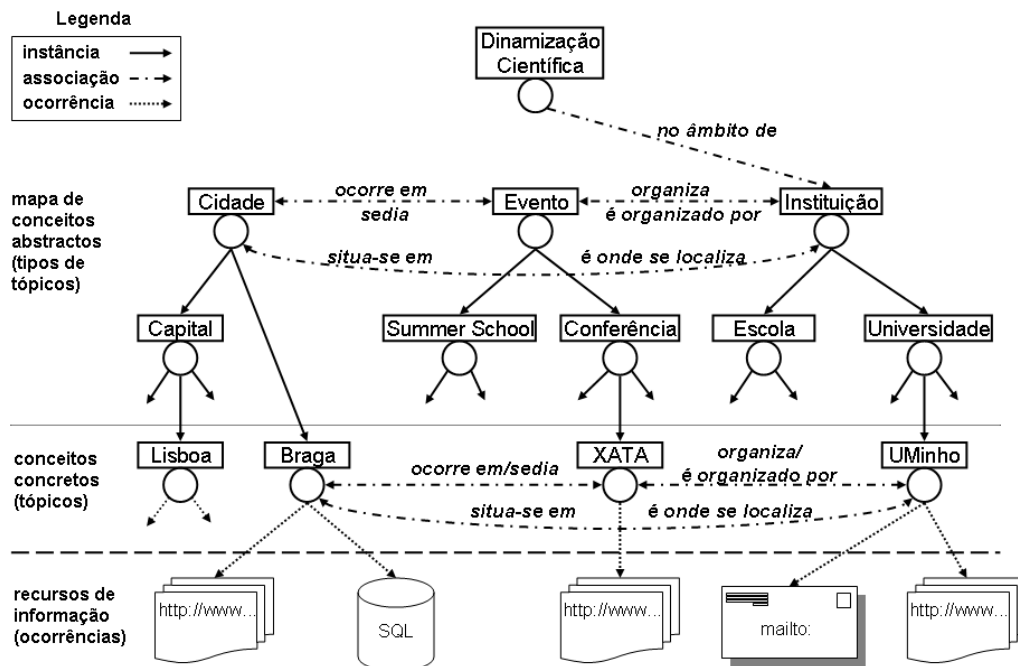 Legenda
instância
associação
ocorrência
Dinamização
Científica
no âmbito de
mapa de
conceitos
abstractos
(tipos de
tópicos)
Cidade
ocorre em
sedia
Evento
organiza
é organizado por
Instituição
situa-se em
é onde se localiza
Capital
Summer School
Conferência
Escola
Universidade
conceitos
concretos
(tópicos)
Lisboa
Braga
ocorre em/sedia
XATA
organiza/
é organizado por
UMinho
situa-se em
é onde se localiza
recursos de
informação
(ocorrências)
http://www...
SQL
http://www...
mailto:
http://www...